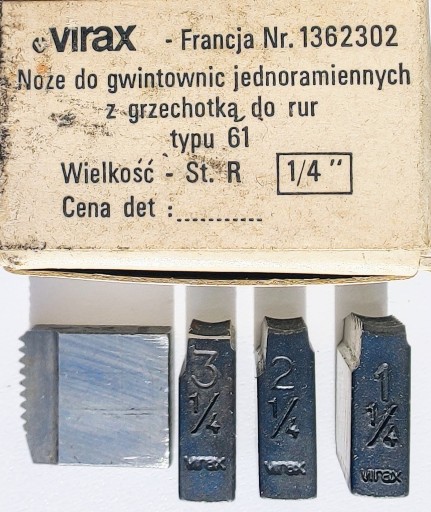 virax - Francja Nr. 1362302
Noże do gwintownic jednoramiennych
z grzechotką do rur
typu 61
Wielkość - St. R 1/4"
Cena det : ...........
3 2 1
1/4 1/4 1/4
virax virax virax